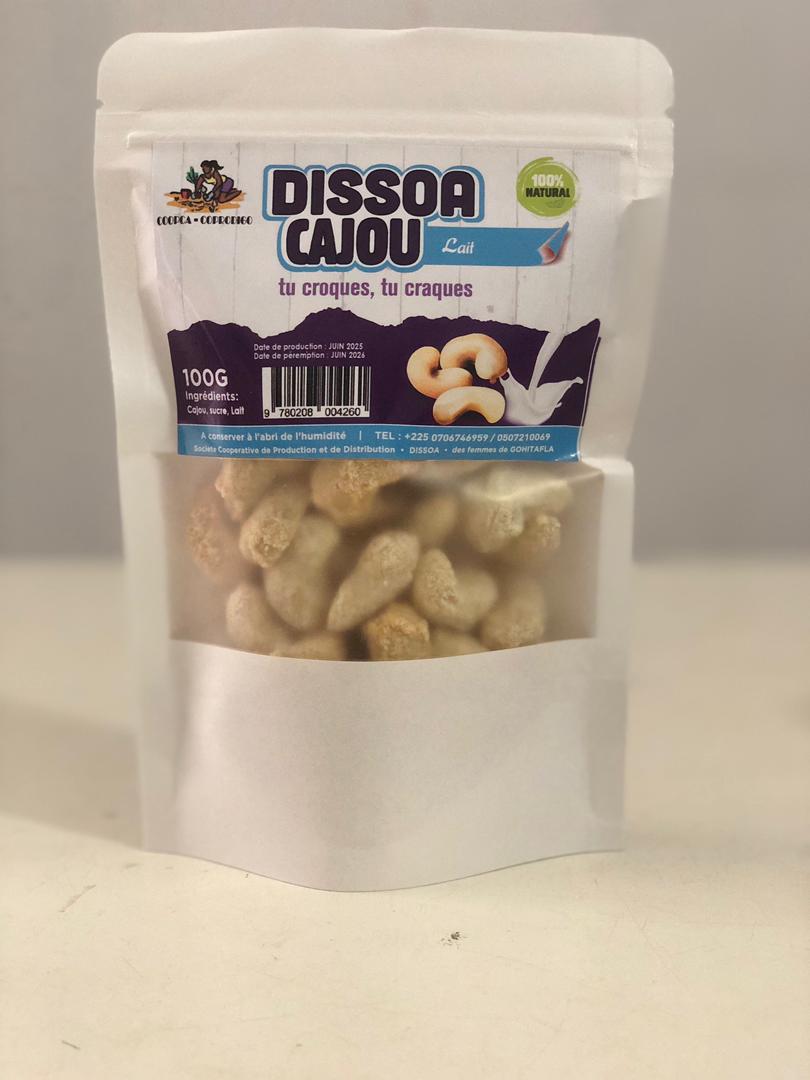 COOPCA - COPRODIGO
DISSOA
CAJOU
Lait
100%
NATURAL
tu croques, tu craques
Date de production : JUIN 2025
Date de péremption : JUIN 2026
100G
Ingrédients:
Cajou, sucre, Lait
9 780208 004260
A conserver à l'abri de l'humidité | TEL : +225 0706746959 / 0507210069
Société Cooperative de Production et de Distribution • DISSOA • des femmes de GOHITAFLA